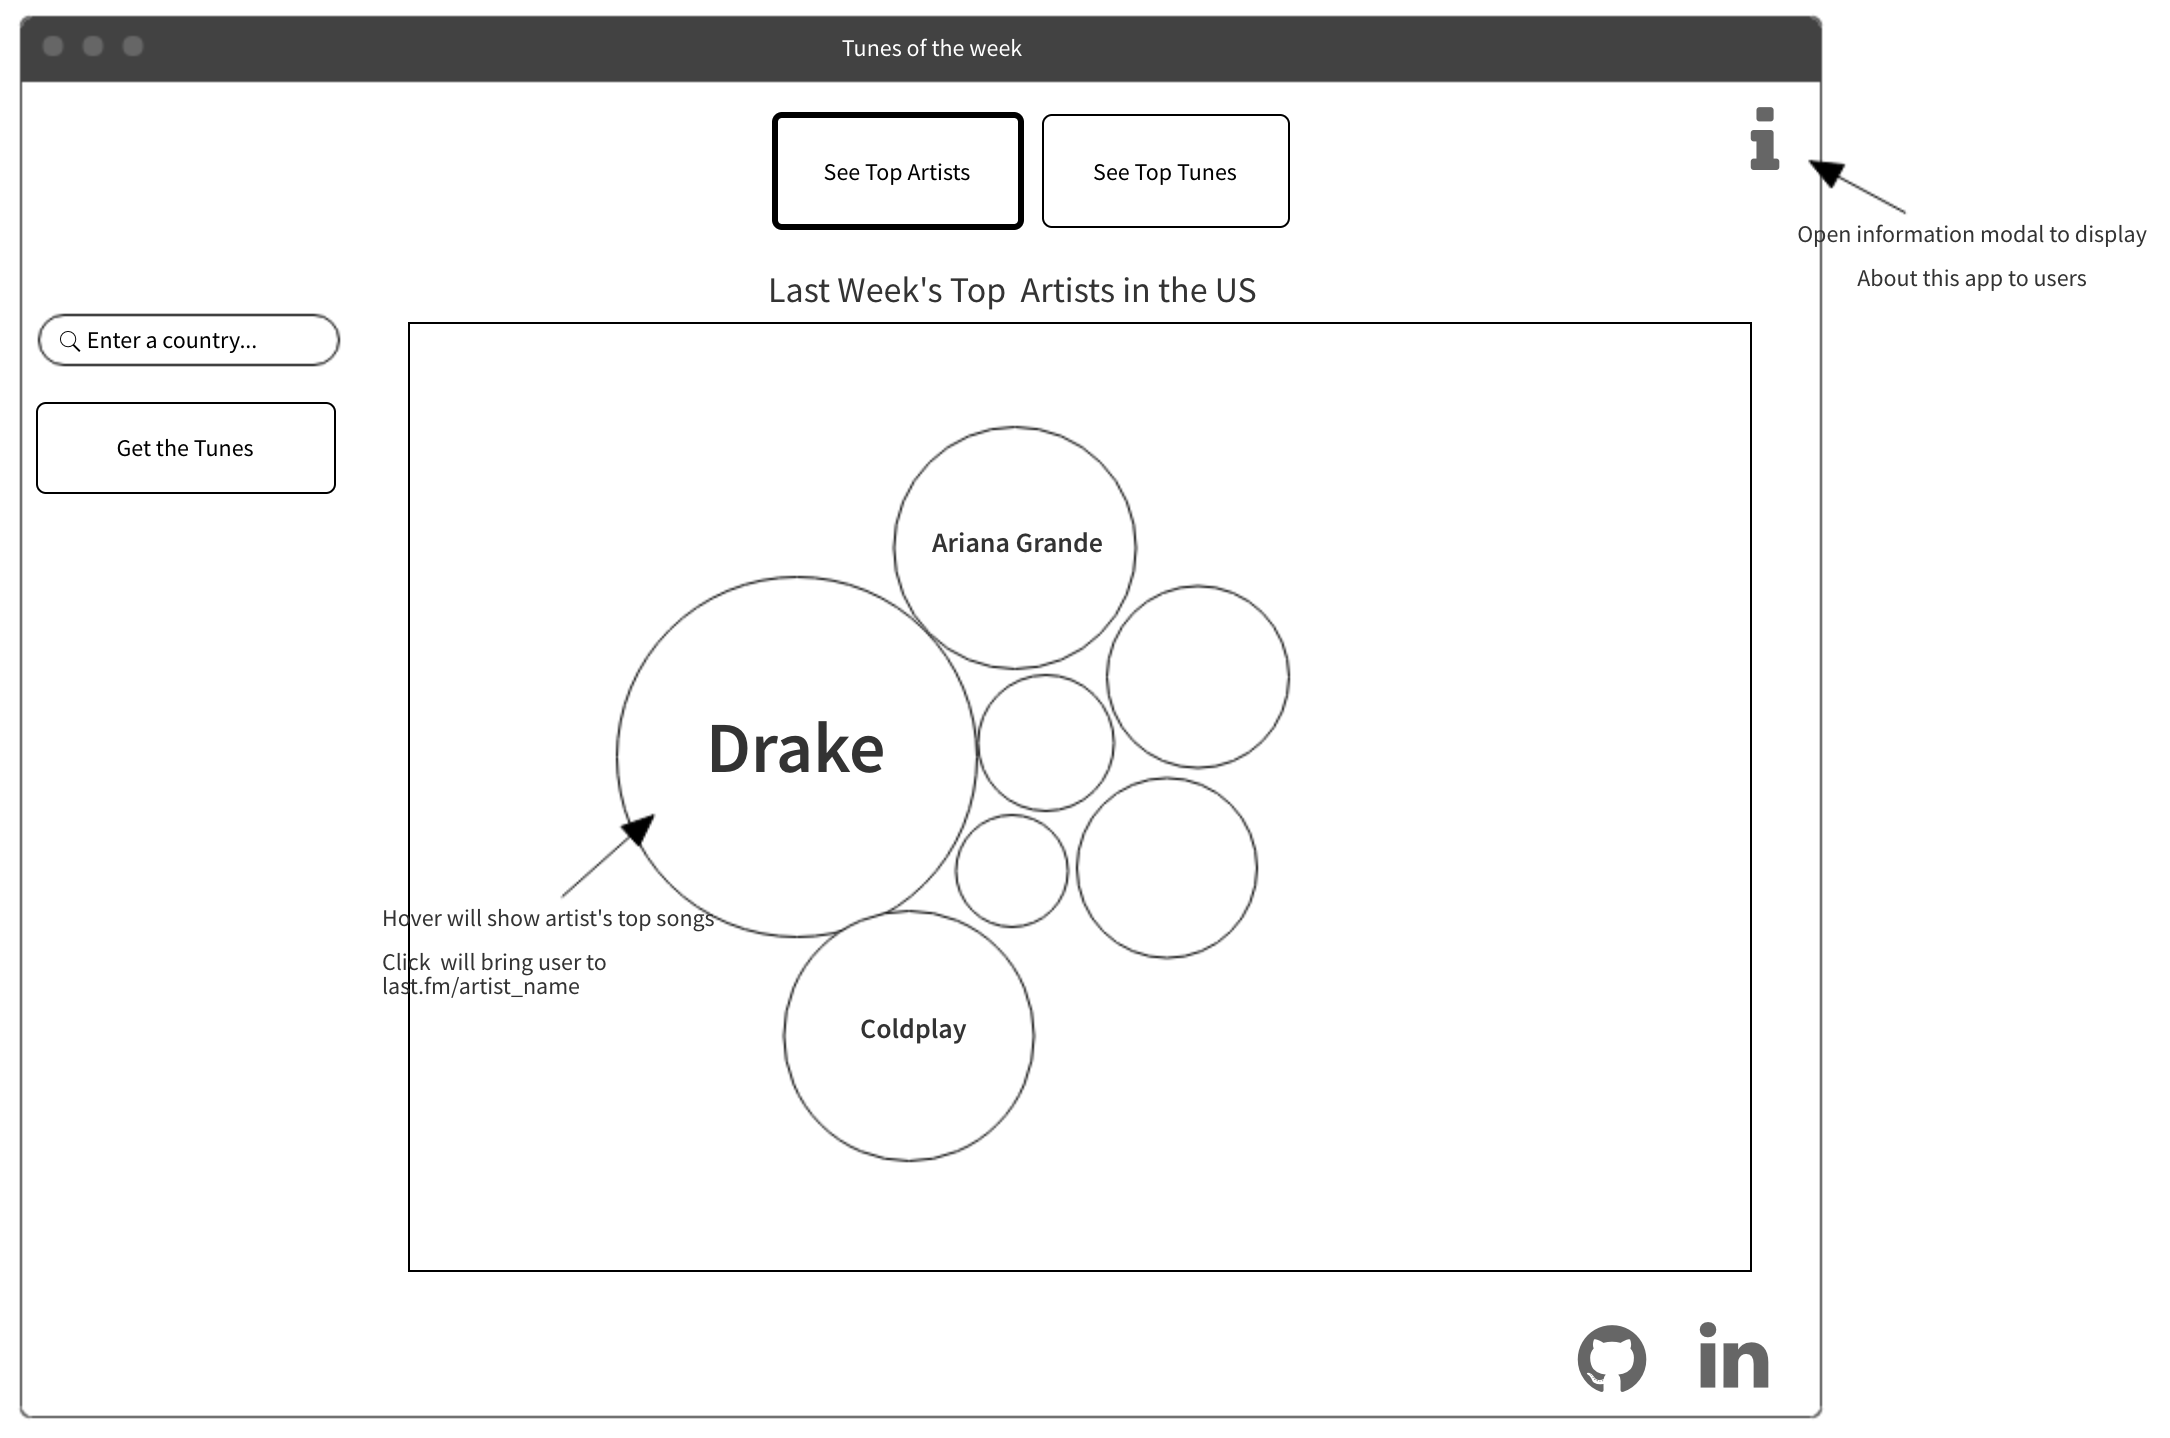 Tunes of the week
See Top Artists
See Top Tunes
Open information modal to display
About this app to users
Last Week's Top  Artists in the US
Enter a country...
Get the Tunes
Ariana Grande
Drake
Hover will show artist's top songs
Click  will bring user to
last.fm/artist_name
Coldplay
in